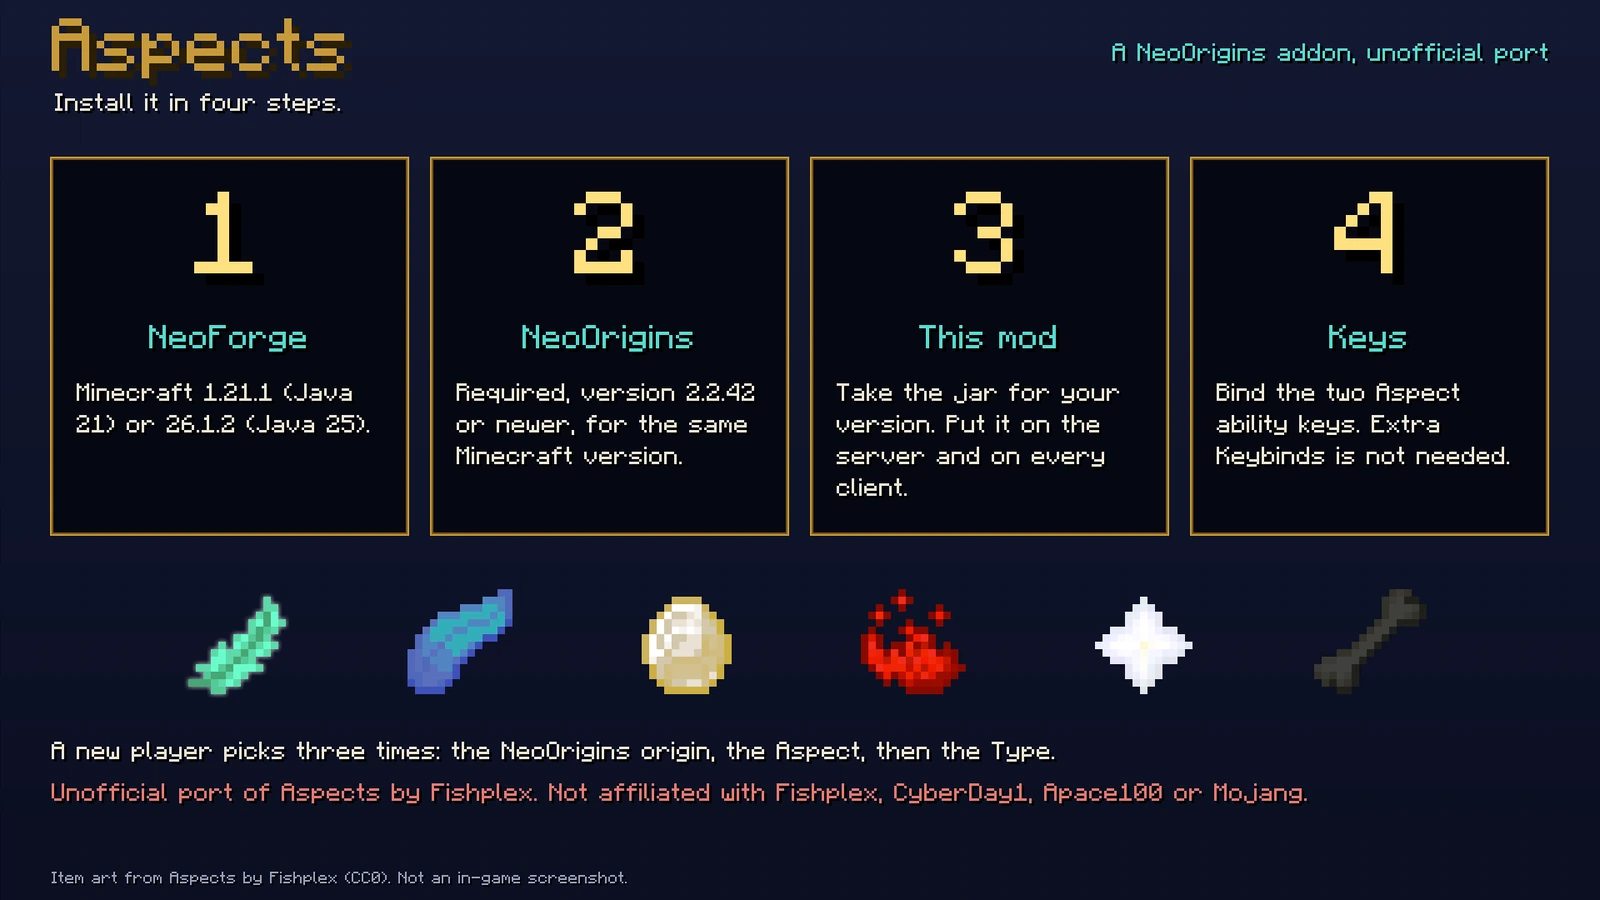 Aspects
A NeoOrigins addon, unofficial port
Install it in four steps.
1
NeoForge
Minecraft 1.21.1 (Java
21) or 26.1.2 (Java 25).
2
NeoOrigins
Required, version 2.2.42
or newer, for the same
Minecraft version.
3
This mod
Take the jar for your
version. Put it on the
server and on every
client.
4
Keys
Bind the two Aspect
ability keys. Extra
Keybinds is not needed.
A new player picks three times: the NeoOrigins origin, the Aspect, then the Type.
Unofficial port of Aspects by Fishplex. Not affiliated with Fishplex, CyberDay1, Apace100 or Mojang.
Item art from Aspects by Fishplex (CC0). Not an in-game screenshot.